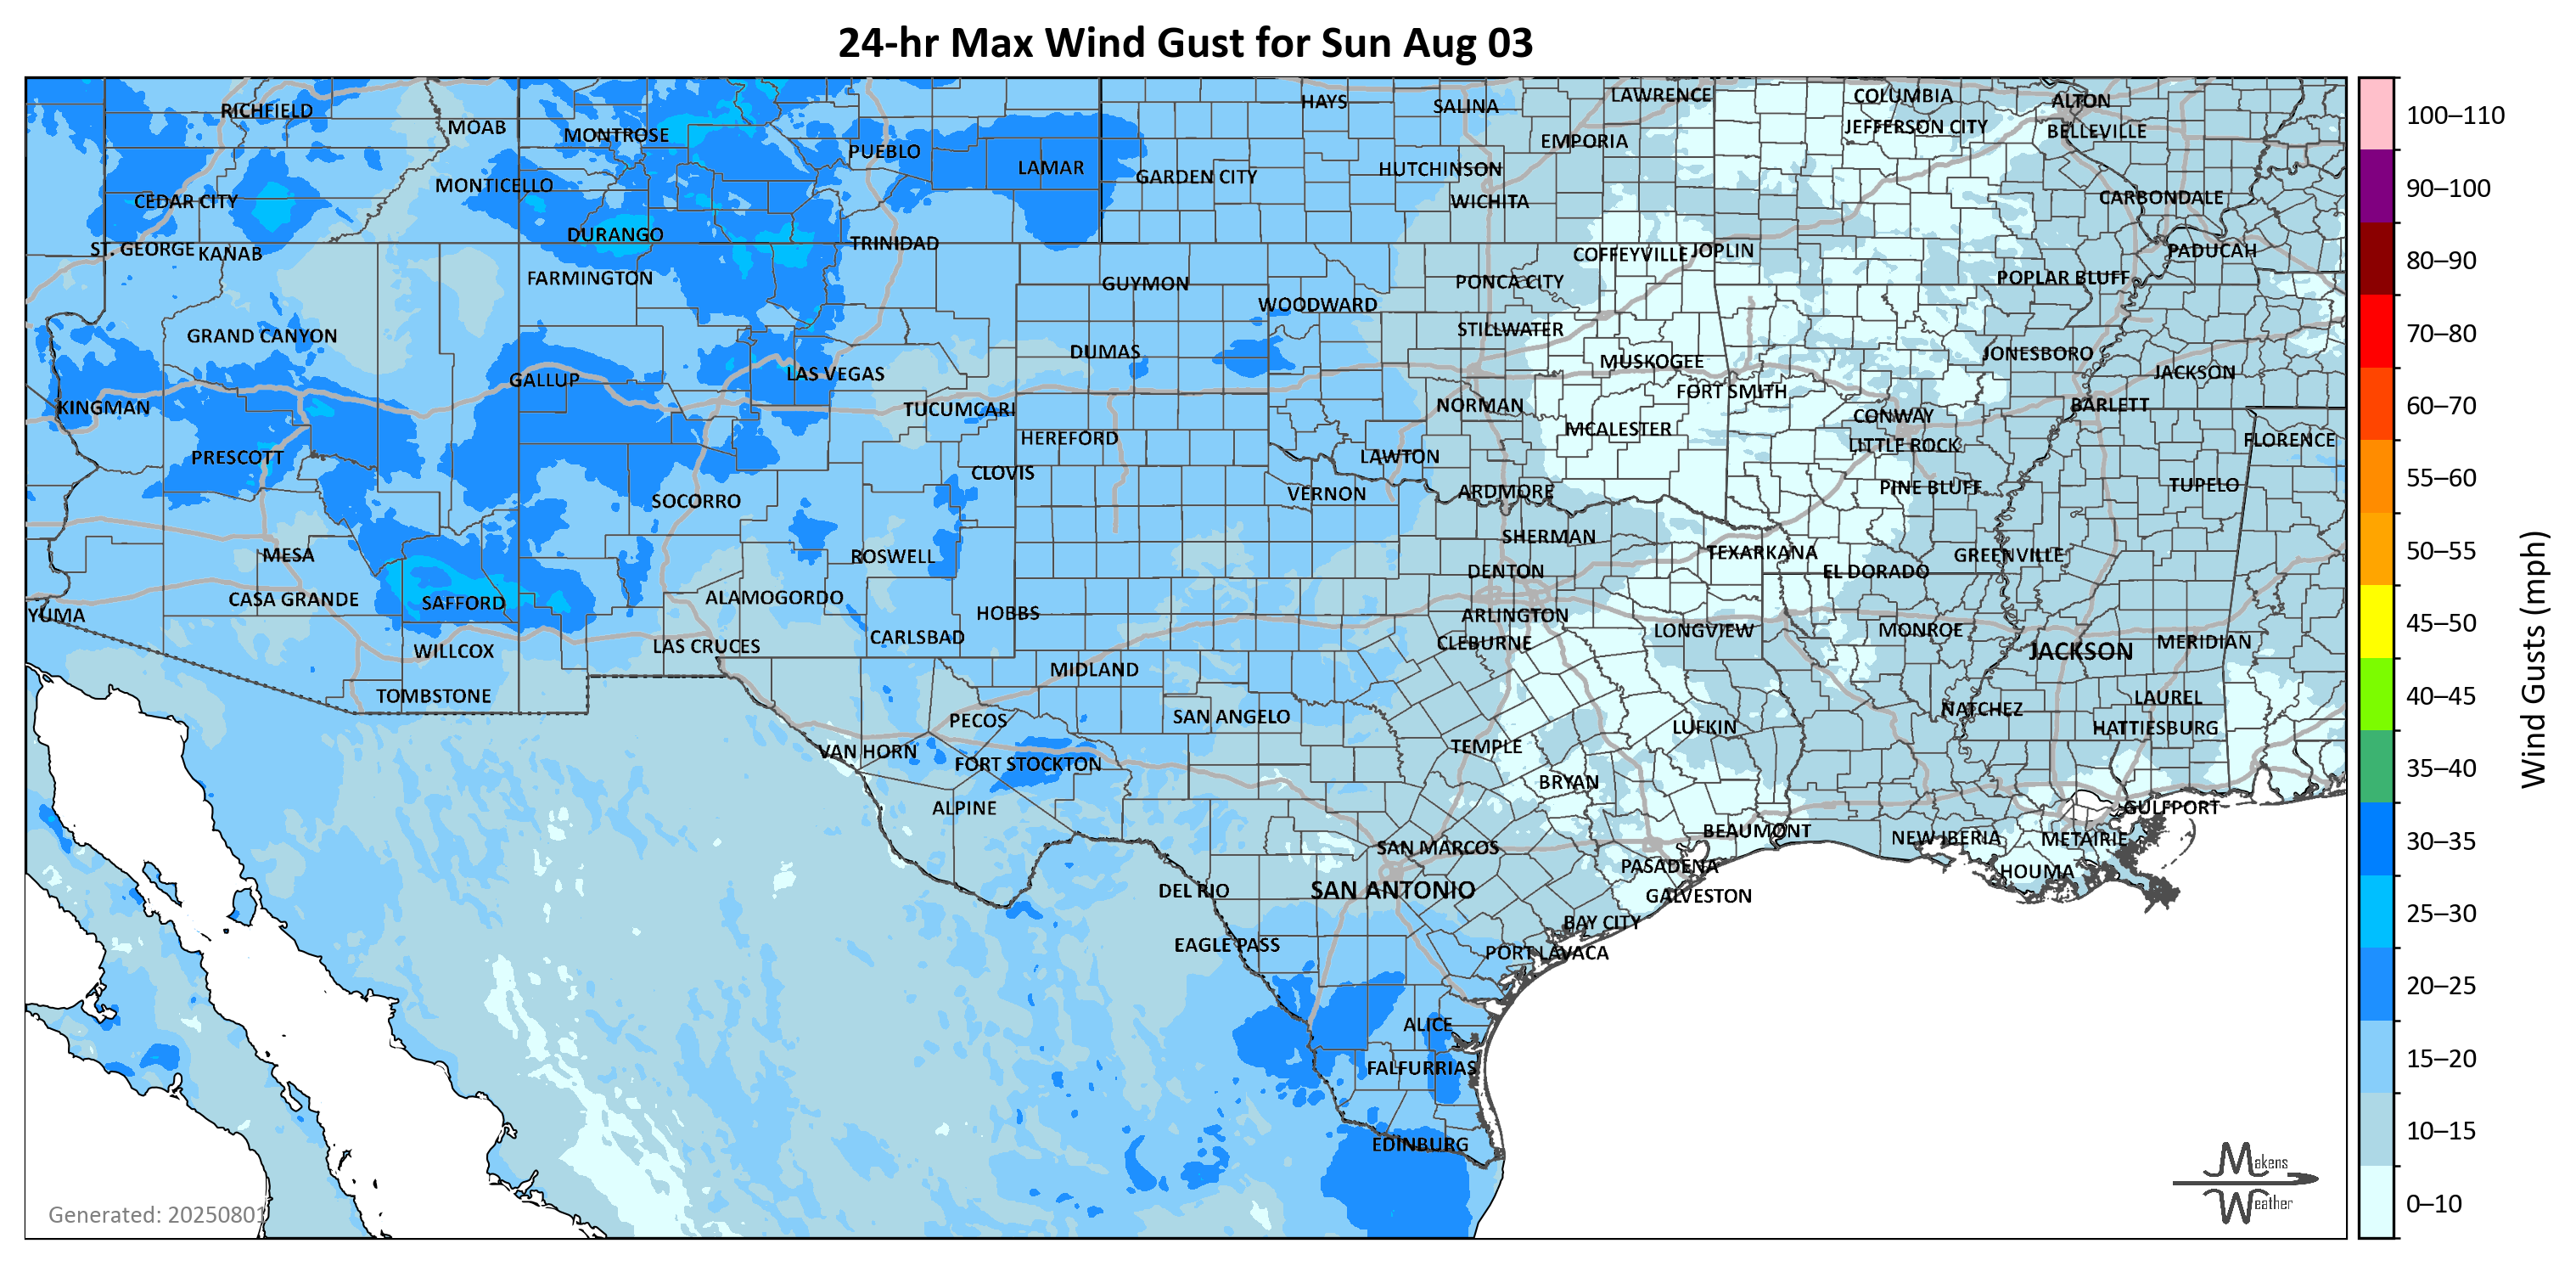 24-hr Max Wind Gust for Sun Aug 03
RICHFIELD
MOAB
MONTROSE
PUEBLO
LAMAR
HAYS
SALINA
LAWRENCE
COLUMBIA
ALTON
EMPORIA
JEFFERSON CITY
BELLEVILLE
MONTICELLO
CEDAR CITY
GARDEN CITY
HUTCHINSON
WICHITA
CARBONDALE
ST. GEORGE
KANAB
DURANGO
TRINIDAD
COFFEYVILLE
JOPLIN
PADUCAH
FARMINGTON
GUYMON
WOODWARD
PONCA CITY
POPLAR BLUFF
GRAND CANYON
DUMAS
STILLWATER
MUSKOGEE
JONESBORO
GALLUP
LAS VEGAS
FORT SMITH
JACKSON
KINGMAN
TUCUMCARI
NORMAN
CONWAY
BARLETT
PRESCOTT
HEREFORD
LAWTON
MCALESTER
LITTLE ROCK
FLORENCE
SOCORRO
CLOVIS
VERNON
ARDMORE
PINE BLUFF
TUPELO
MESA
ROSWELL
SHERMAN
TEXARKANA
GREENVILLE
CASA GRANDE
SAFFORD
ALAMOGORDO
HOBBS
DENTON
EL DORADO
YUMA
ARLINGTON
WILLCOX
LAS CRUCES
CARLSBAD
CLEBURNE
LONGVIEW
MONROE
JACKSON
MERIDIAN
TOMBSTONE
MIDLAND
PECOS
SAN ANGELO
LUFKIN
NATCHEZ
LAUREL
HATTIESBURG
VAN HORN
FORT STOCKTON
TEMPLE
BRYAN
ALPINE
GULFPORT
SAN MARCOS
BEAUMONT
NEW IBERIA
METAIRIE
DEL RIO
SAN ANTONIO
PASADENA
GALVESTON
HOUMA
EAGLE PASS
BAY CITY
PORT LAVACA
ALICE
FALFURRIAS
EDINBURG
Generated: 20250801
Makens
Weather
100–110
90–100
80–90
70–80
60–70
55–60
50–55
45–50
40–45
35–40
30–35
25–30
20–25
15–20
10–15
0–10
Wind Gusts (mph)